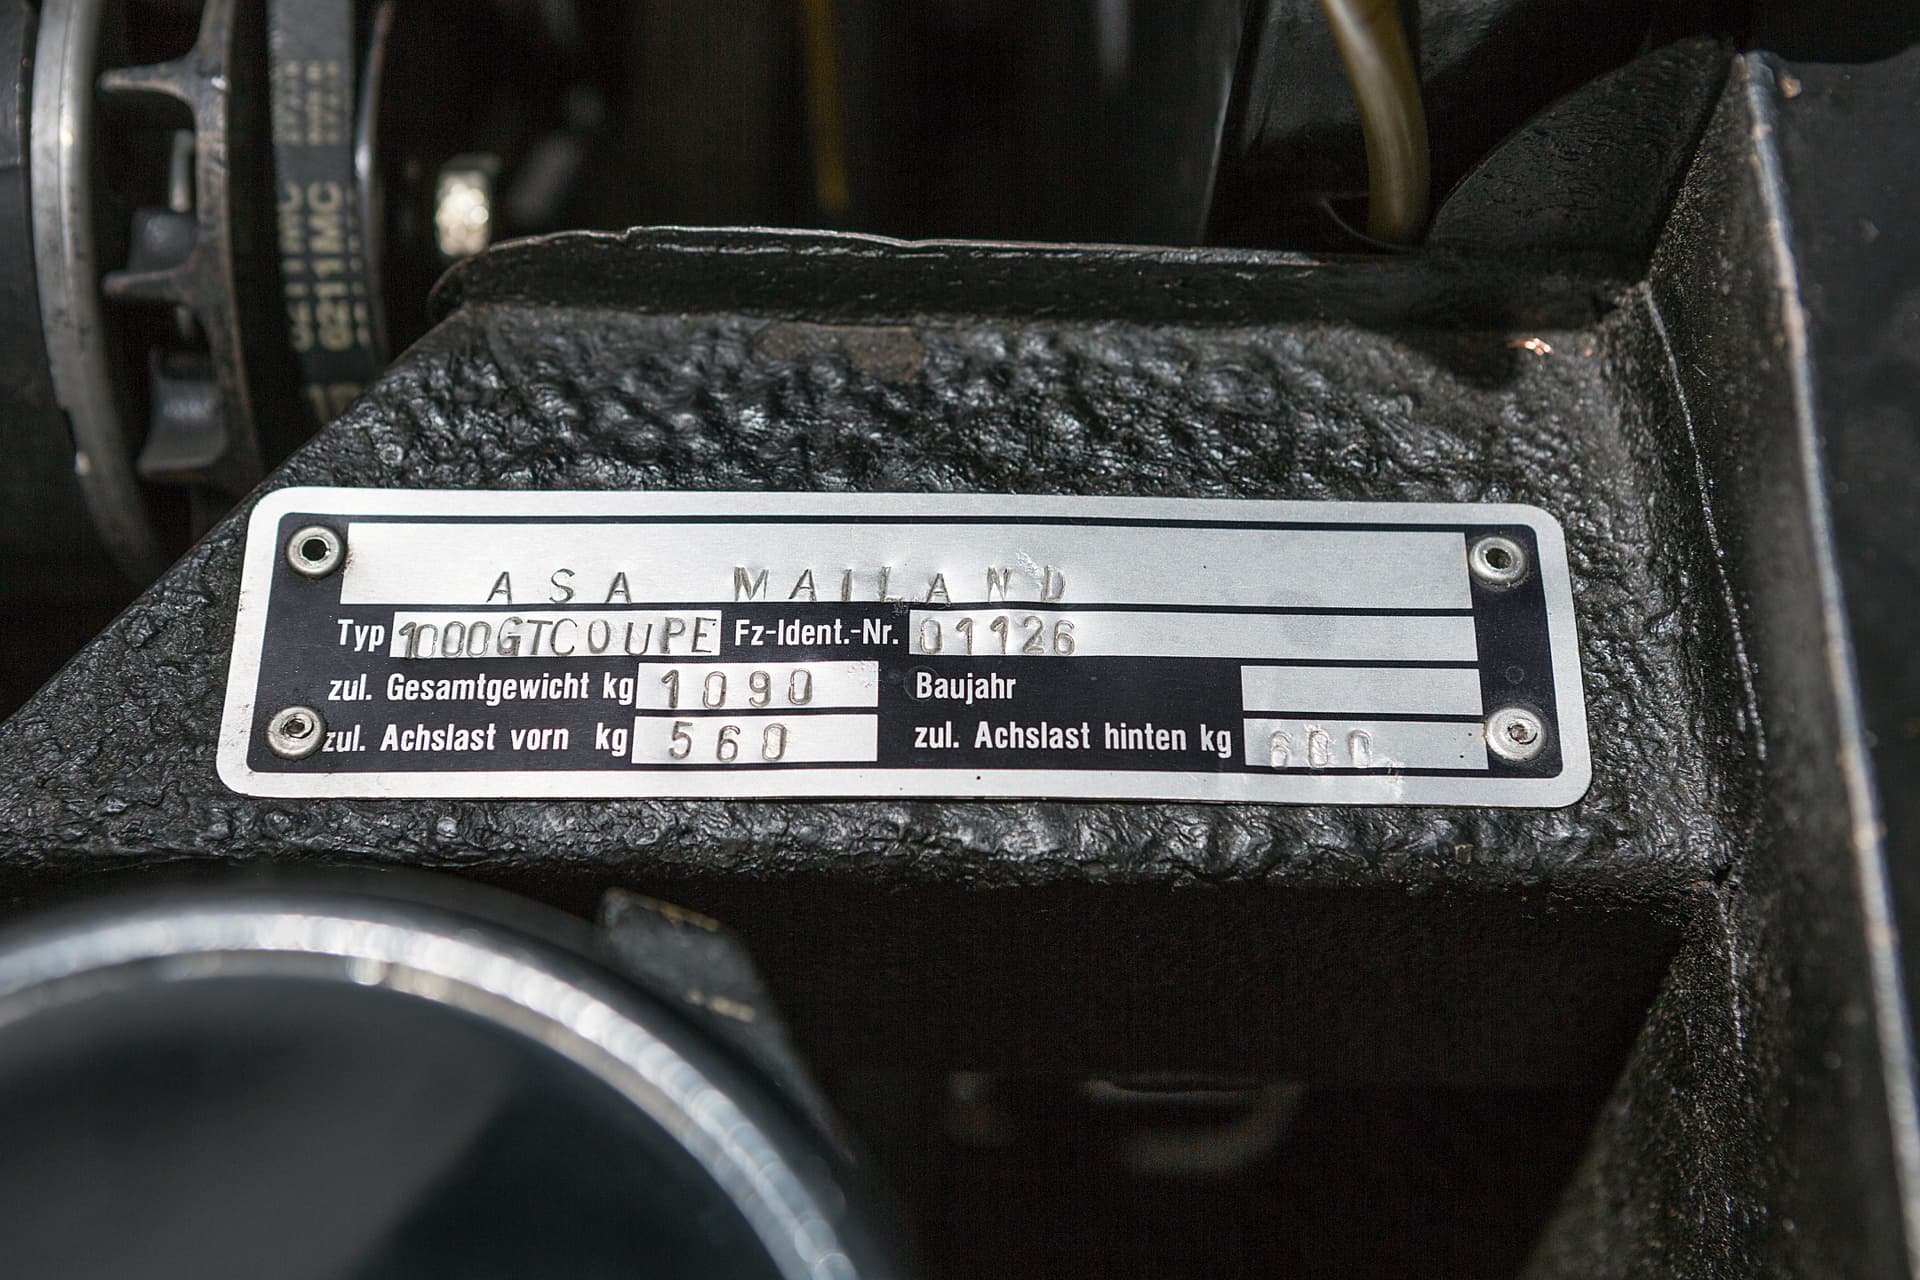 G211MC
ASA MAILAND
Typ 1000GTCOUPE Fz-Ident.-Nr. 01126
zul. Gesamtgewicht kg 1090 Baujahr
zul. Achslast vorn kg 560 zul. Achslast hinten kg 600